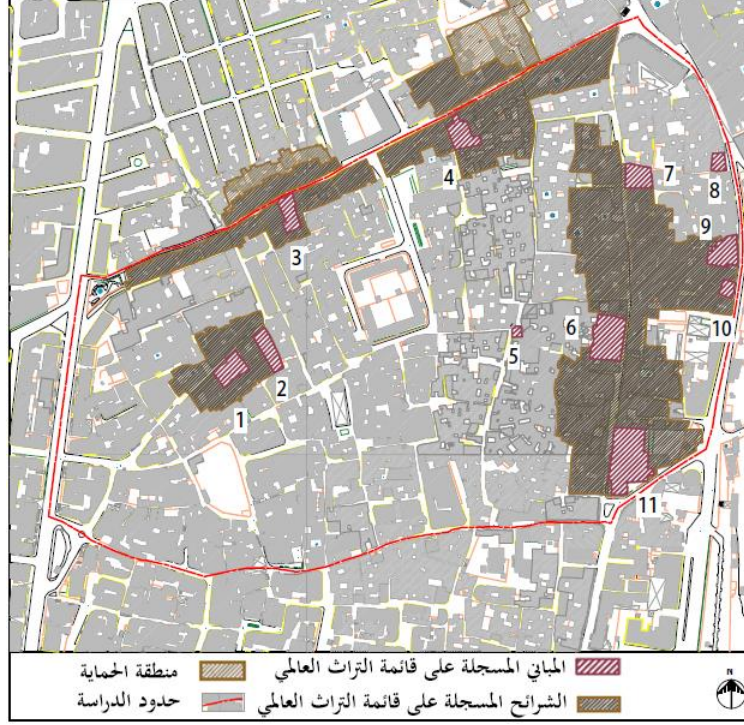 7
4
8
9
3
6
10
5
2
1
11
المباني المسجلة على قائمة التراث العالمي
منطقة الحماية
الشرائح المسجلة على قائمة التراث العالمي
حدود الدراسة
N